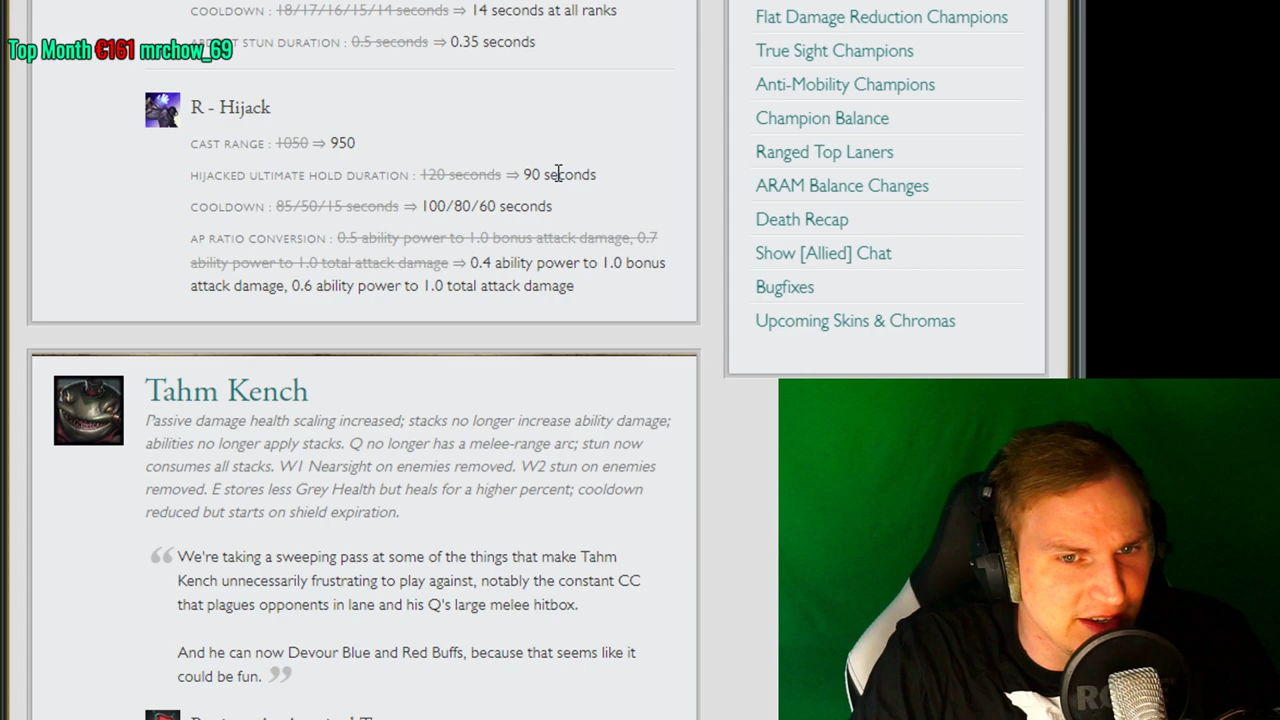 COOLDOWN : 18/17/16/15/14 seconds ⇒ 14 seconds at all ranks
STUN DURATION : 0.5 seconds ⇒ 0.35 seconds
Top Month €161 mrchow_69
R - Hijack
CAST RANGE : 1050 ⇒ 950
HIJACKED ULTIMATE HOLD DURATION : 120 seconds ⇒ 90 seconds
COOLDOWN : 85/50/15 seconds ⇒ 100/80/60 seconds
AP RATIO CONVERSION : 0.5 ability power to 1.0 bonus attack damage, 0.7
ability power to 1.0 total attack damage ⇒ 0.4 ability power to 1.0 bonus
attack damage, 0.6 ability power to 1.0 total attack damage
Tahm Kench
Passive damage health scaling increased; stacks no longer increase ability damage;
abilities no longer apply stacks. Q no longer has a melee-range arc; stun now
consumes all stacks. W1 Nearsight on enemies removed. W2 stun on enemies
removed. E stores less Grey Health but heals for a higher percent; cooldown
reduced but starts on shield expiration.
“ We're taking a sweeping pass at some of the things that make Tahm
Kench unnecessarily frustrating to play against, notably the constant CC
that plagues opponents in lane and his Q's large melee hitbox.
And he can now Devour Blue and Red Buffs, because that seems like it
could be fun. ”
Flat Damage Reduction Champions
True Sight Champions
Anti-Mobility Champions
Champion Balance
Ranged Top Laners
ARAM Balance Changes
Death Recap
Show [Allied] Chat
Bugfixes
Upcoming Skins & Chromas